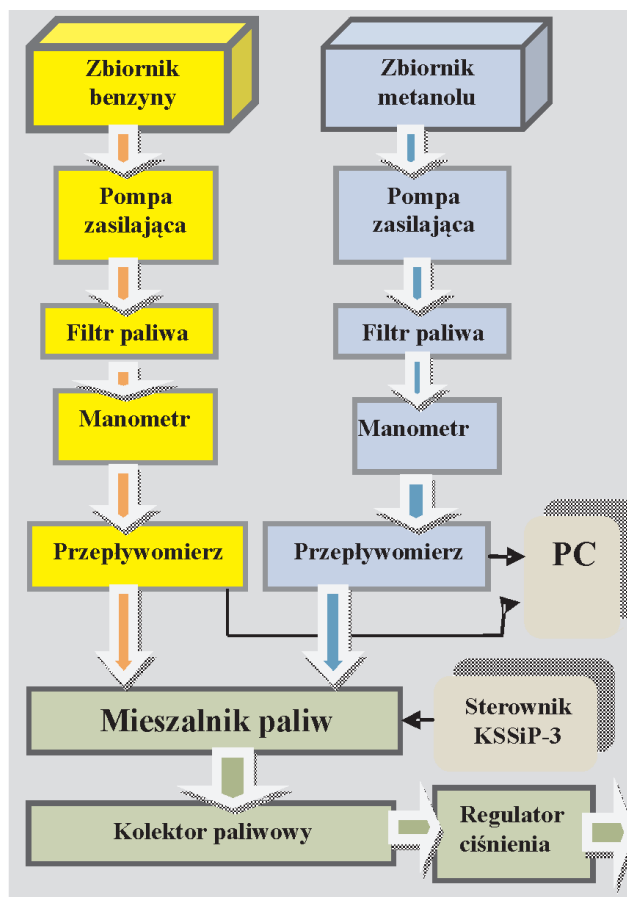 Zbiornik
benzyny
Zbiornik
metanolu
Pompa
zasilająca
Pompa
zasilająca
Filtr paliwa
Filtr paliwa
Manometr
Manometr
Przepływomierz
Przepływomierz
PC
Mieszalnik paliw
Sterownik
KSSiP-3
Kolektor paliwowy
Regulator
ciśnienia